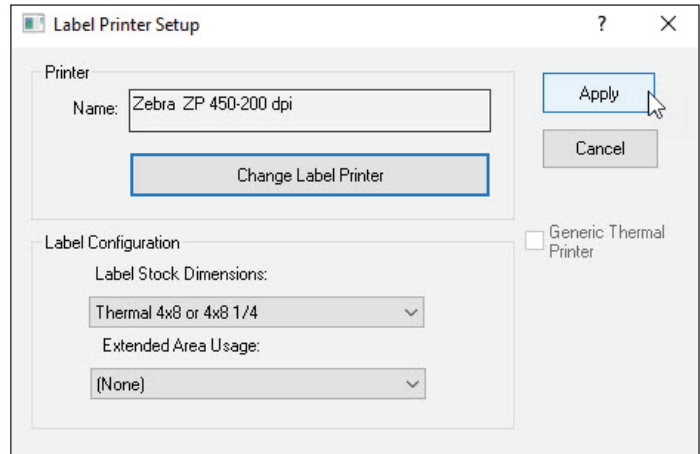 Label Printer Setup
?
Printer
Name:
Zebra ZP 450-200 dpi
Change Label Printer
Apply
Cancel
Generic Thermal
Printer
Label Configuration
Label Stock Dimensions:
Thermal 4x8 or 4x8 1/4
Extended Area Usage:
(None)